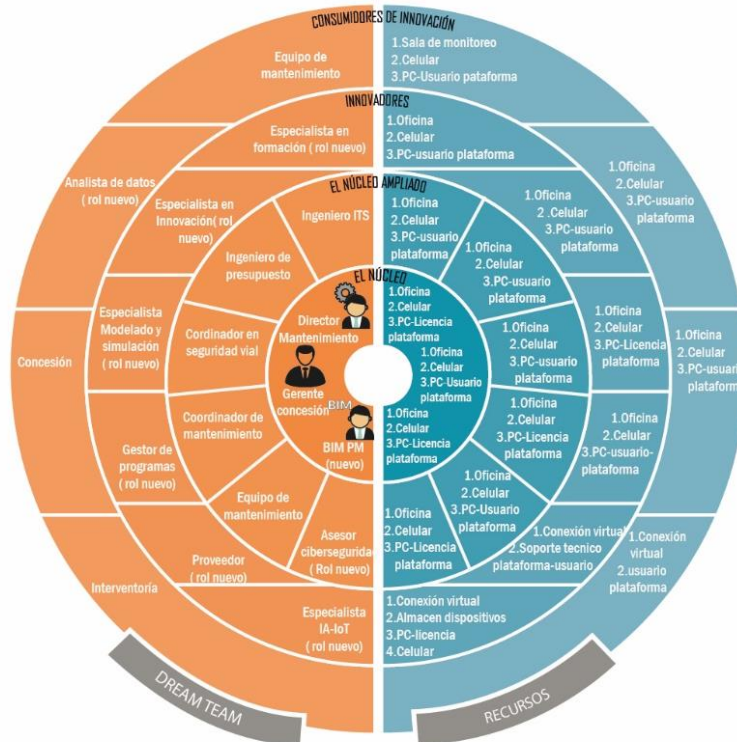 CONSUMIDORES DE INNOVACIÓN
Equipo de
mantenimiento
1.Sala de monitoreo
2.Celular
3.PC-Usuario pataforma
INNOVADORES
Especialista en
formación ( rol nuevo)
1.Oficina
2.Celular
3.PC-usuario plataforma
Analista de datos
( rol nuevo)
1.Oficina
2.Celular
3.PC-usuario
plataforma
Especialista en
Innovación( rol
nuevo)
1.Oficina
2 .Celular
3.PC-usuario
plataforma
EL NÚCLEO AMPLIADO
Ingeniero ITS
1.Oficina
2.Celular
3.PC-usuario
plataforma
Ingeniero de
presupuesto
1.Oficina
2.Celular
3.PC-usuario
plataforma
EL NÚCLEO
Director
Mantenimiento
1.Oficina
2.Celular
3.PC-Licencia
plataforma
Gerente
concesión
1.Oficina
2.Celular
3.PC-Usuario
plataforma
BIM
BIM PM
(nuevo)
1.Oficina
2.Celular
3.PC-Licencia
plataforma
Concesión
1.Oficina
2.Celular
3.PC-usuario
plataforma
Especialista
Modelado y
simulación
( rol nuevo)
1.Oficina
2.Celular
3.PC-Licencia
plataforma
Cordinador en
seguridad vial
1.Oficina
2.Celular
3.PC-usuario
plataforma
Coordinador de
mantenimiento
1.Oficina
2.Celular
3.PC-Licencia
plataforma
Gestor de
programas
( rol nuevo)
1.Oficina
2.Celular
3.PC-usuario-
plataforma
Equipo de
mantenimiento
1.Oficina
2.Celular
3.PC-Usuario
plataforma
Asesor
ciberseguridad
(Rol nuevo)
1.Oficina
2.Celular
3.PC-Licencia
plataforma
Interventoría
1.Conexión
virtual
2.usuario
plataforma
Proveedor
( rol nuevo)
1.Conexión virtual
2.Soporte tecnico
plataforma-usuario
Especialista
IA-IoT
( rol nuevo)
1.Conexión virtual
2.Almacen dispositivos
3.PC-licencia
4.Celular
DREAM TEAM
RECURSOS